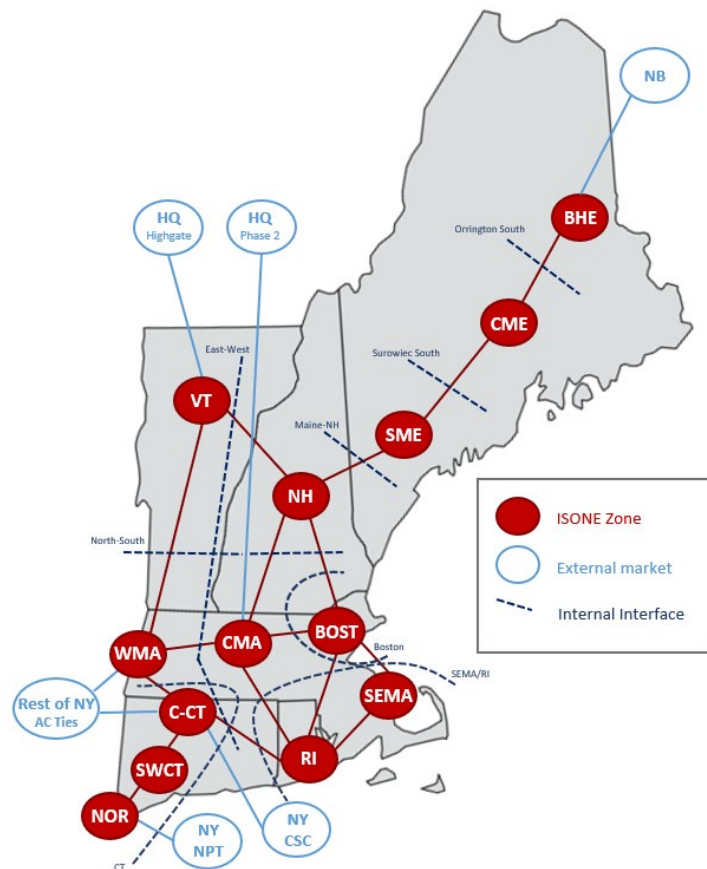 NB
HQ
Highgate
HQ
Phase 2
BHE
Orrington South
CME
East-West
Surowiec South
VT
SME
Maine-NH
NH
ISONE Zone
External market
Internal Interface
North-South
WMA
CMA
BOST
Boston
SEMA/RI
SEMA
Rest of NY
AC Ties
C-CT
RI
SWCT
NOR
NY
NPT
NY
CSC
CT